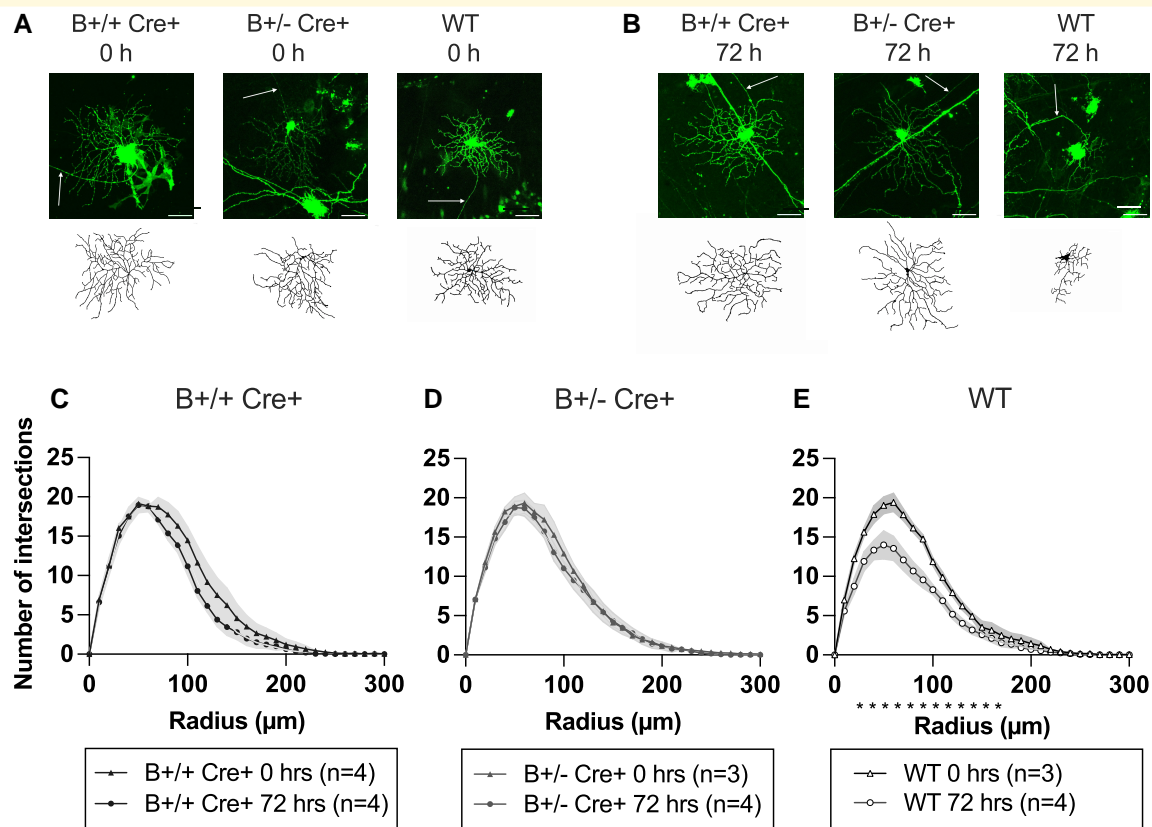 A
B+/+ Cre+
0 h
B+/- Cre+
0 h
WT
0 h
B
B+/+ Cre+
72 h
B+/- Cre+
72 h
WT
72 h
C
B+/+ Cre+
Number of intersections
25
20
15
10
5
0
0 100 200 300
Radius (µm)
B+/+ Cre+ 0 hrs (n=4)
B+/+ Cre+ 72 hrs (n=4)
D
B+/- Cre+
25
20
15
10
5
0
0 100 200 300
Radius (µm)
B+/- Cre+ 0 hrs (n=3)
B+/- Cre+ 72 hrs (n=4)
E
WT
25
20
15
10
5
0
0 100 200 300
* * * * * * * * * * * * *
Radius (µm)
WT 0 hrs (n=3)
WT 72 hrs (n=4)